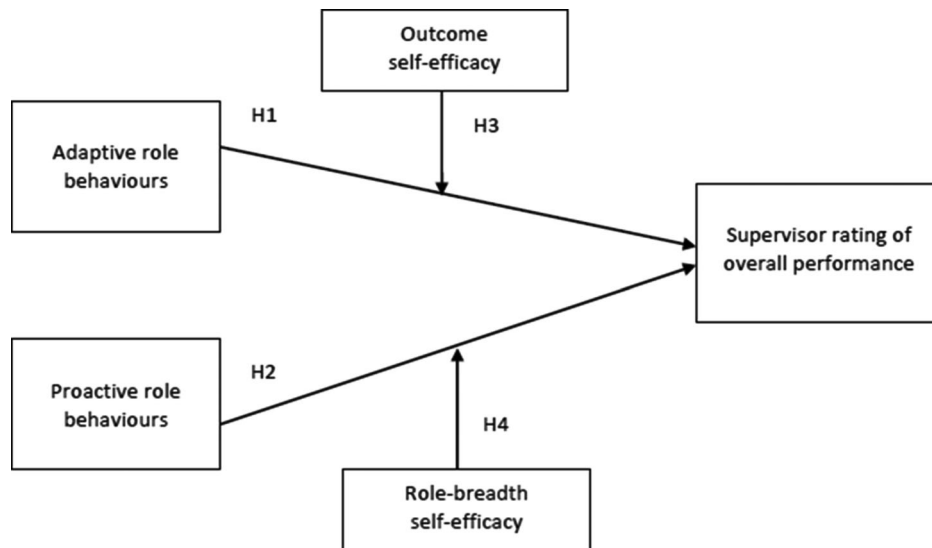 Outcome
self-efficacy
H1
H3
Adaptive role
behaviours
Supervisor rating of
overall performance
H2
Proactive role
behaviours
H4
Role-breadth
self-efficacy